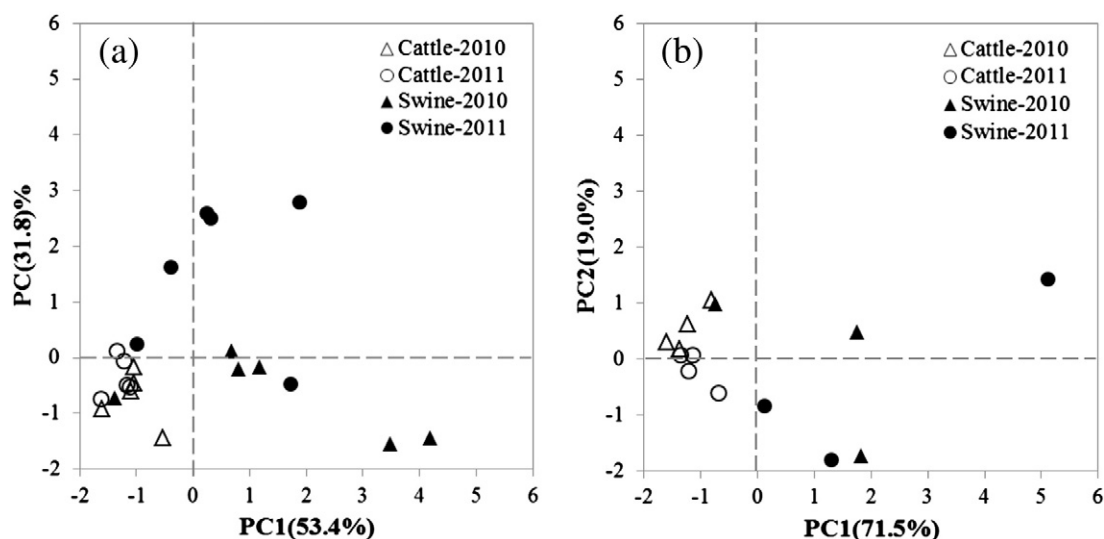 (a)
Cattle-2010
Cattle-2011
Swine-2010
Swine-2011
6
5
4
3
2
1
0
-1
-2
PC(31.8)%
-2 -1 0 1 2 3 4 5 6
PC1(53.4%)
(b)
Cattle-2010
Cattle-2011
Swine-2010
Swine-2011
6
5
4
3
2
1
0
-1
-2
PC2(19.0%)
-2 -1 0 1 2 3 4 5 6
PC1(71.5%)